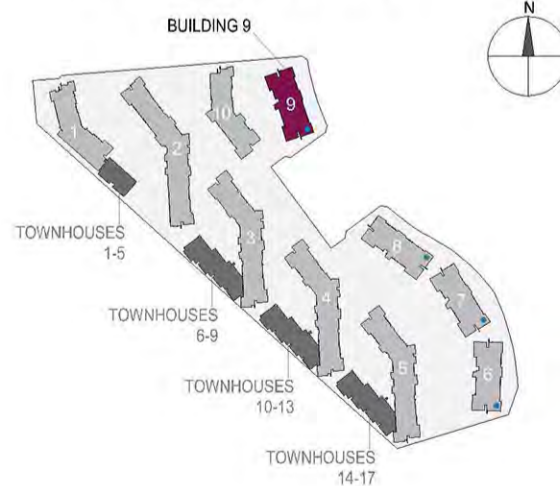 BUILDING 9
N
9
10
1
2
TOWNHOUSES
1-5
3
8
4
7
TOWNHOUSES
6-9
5
6
TOWNHOUSES
10-13
TOWNHOUSES
14-17